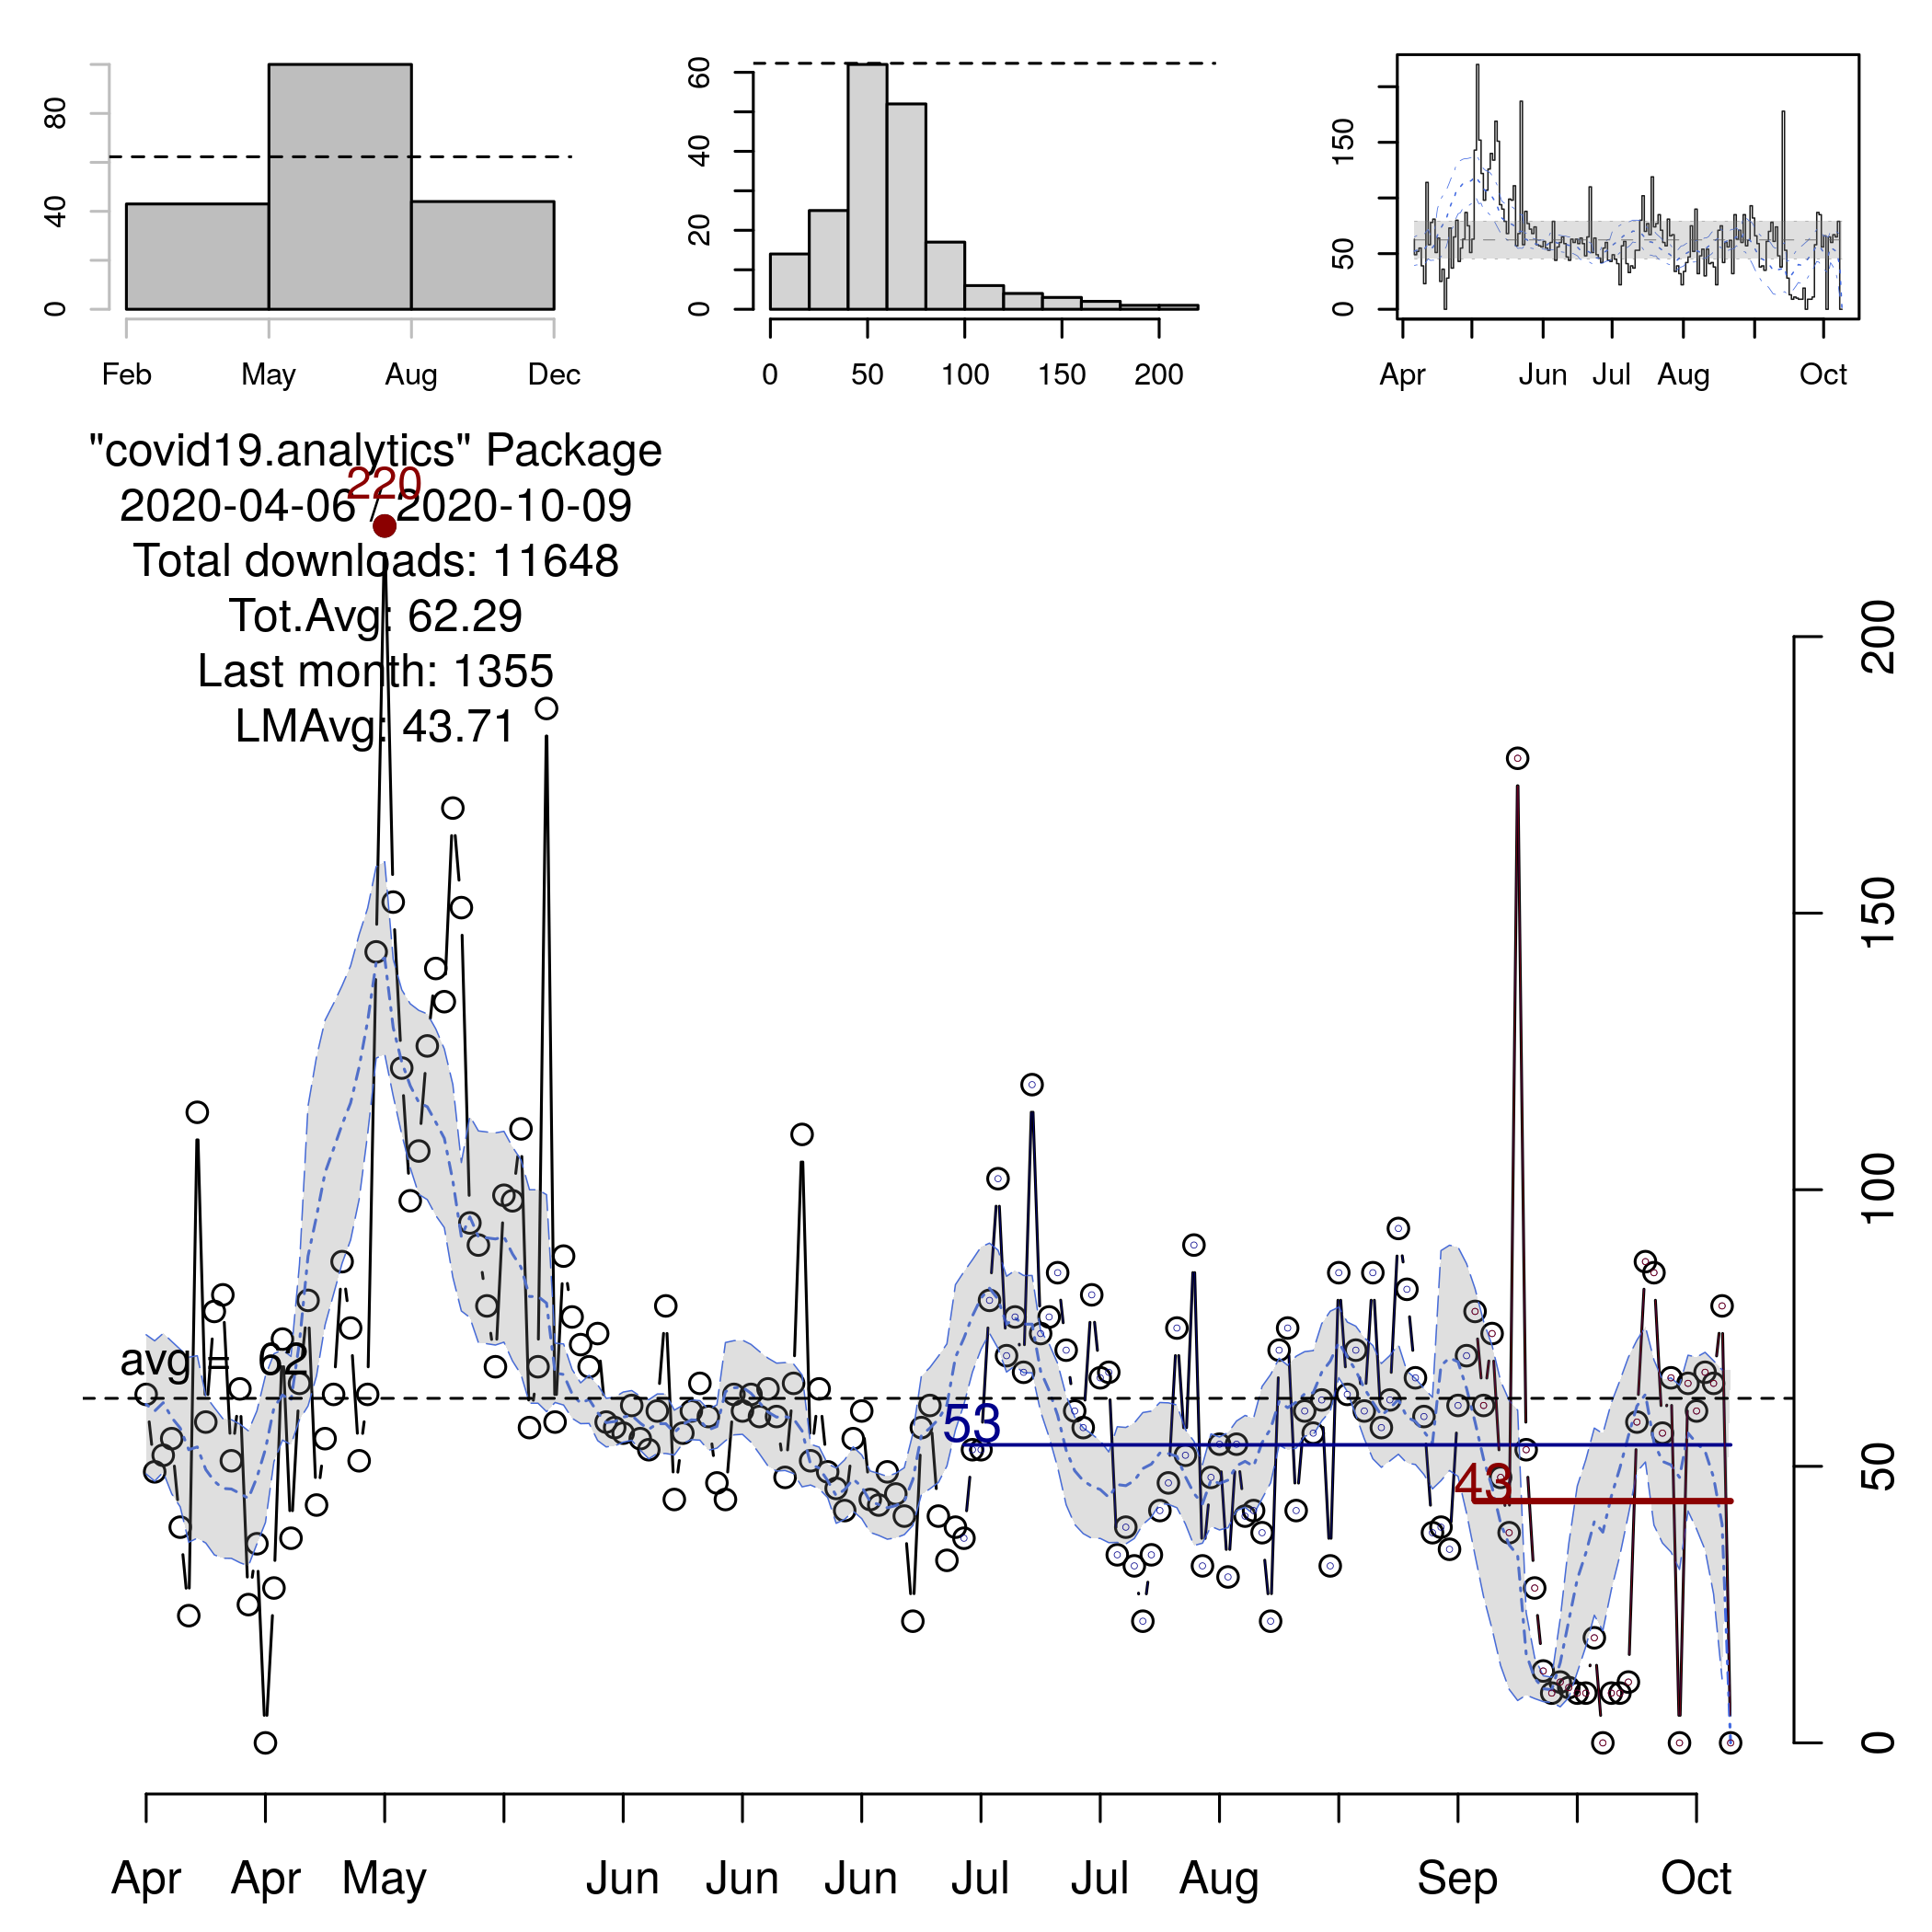 80
40
0
Feb May Aug Dec
60
40
20
0
0 50 100 150 200
150
50
0
Apr Jun Jul Aug Oct
"covid19.analytics" Package
220
2020-04-06 / 2020-10-09
Total downloads: 11648
Tot.Avg: 62.29
Last month: 1355
LMAvg: 43.71
avg = 62
53
43
200
150
100
50
0
Apr Apr May Jun Jun Jun Jul Jul Aug Sep Oct